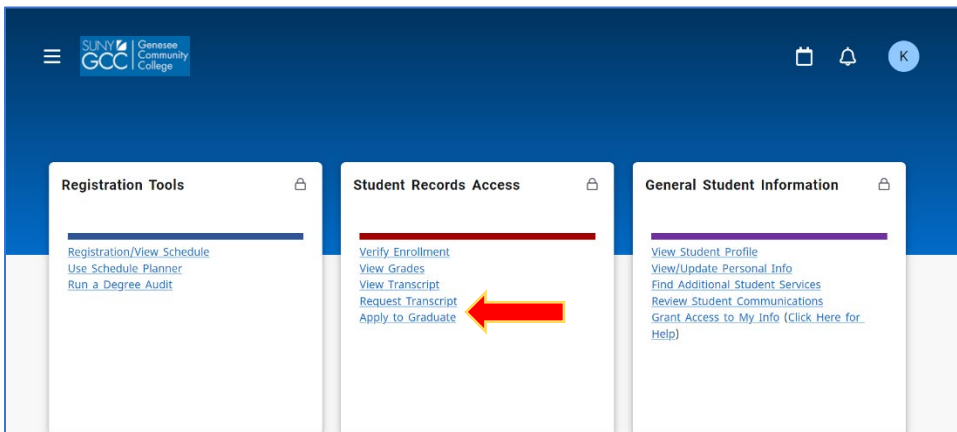 SUNY GCC Genesee Community College
K
Registration Tools
Registration/View Schedule
Use Schedule Planner
Run a Degree Audit
Student Records Access
Verify Enrollment
View Grades
View Transcript
Request Transcript
Apply to Graduate
General Student Information
View Student Profile
View/Update Personal Info
Find Additional Student Services
Review Student Communications
Grant Access to My Info (Click Here for
Help)